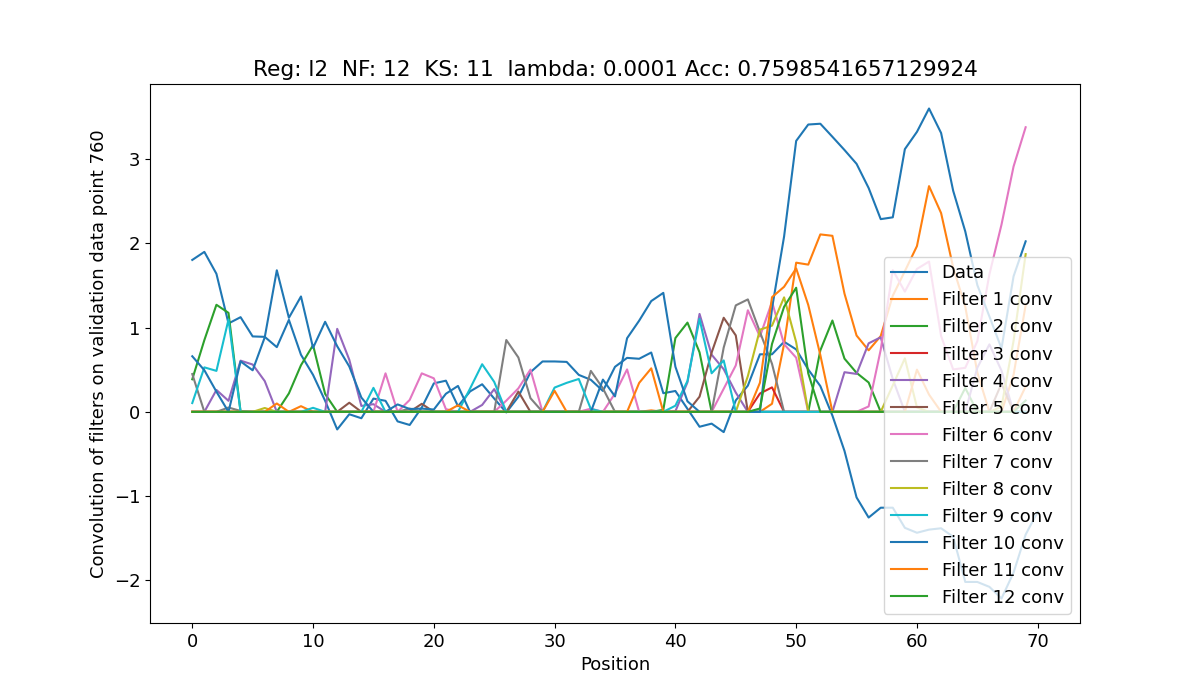 Reg: l2 NF: 12 KS: 11 lambda: 0.0001 Acc: 0.7598541657129924
Convolution of filters on validation data point 760
3
2
1
0
−1
−2
0 10 20 30 40 50 60 70
Position
Data
Filter 1 conv
Filter 2 conv
Filter 3 conv
Filter 4 conv
Filter 5 conv
Filter 6 conv
Filter 7 conv
Filter 8 conv
Filter 9 conv
Filter 10 conv
Filter 11 conv
Filter 12 conv